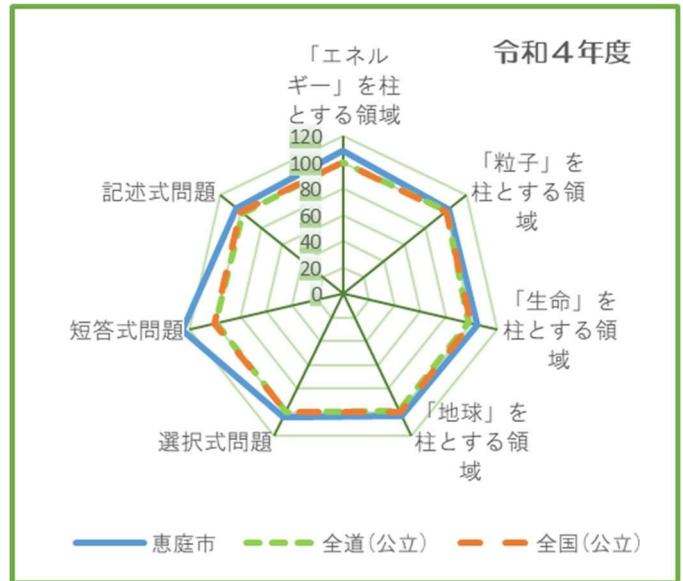 令和4年度
「エネル
ギー」を柱
とする領域
「粒子」を
柱とする領
域
「生命」を
柱とする領
域
「地球」を
柱とする領
域
選択式問題
短答式問題
記述式問題
120
100
80
60
40
20
0
恵庭市
全道(公立)
全国(公立)